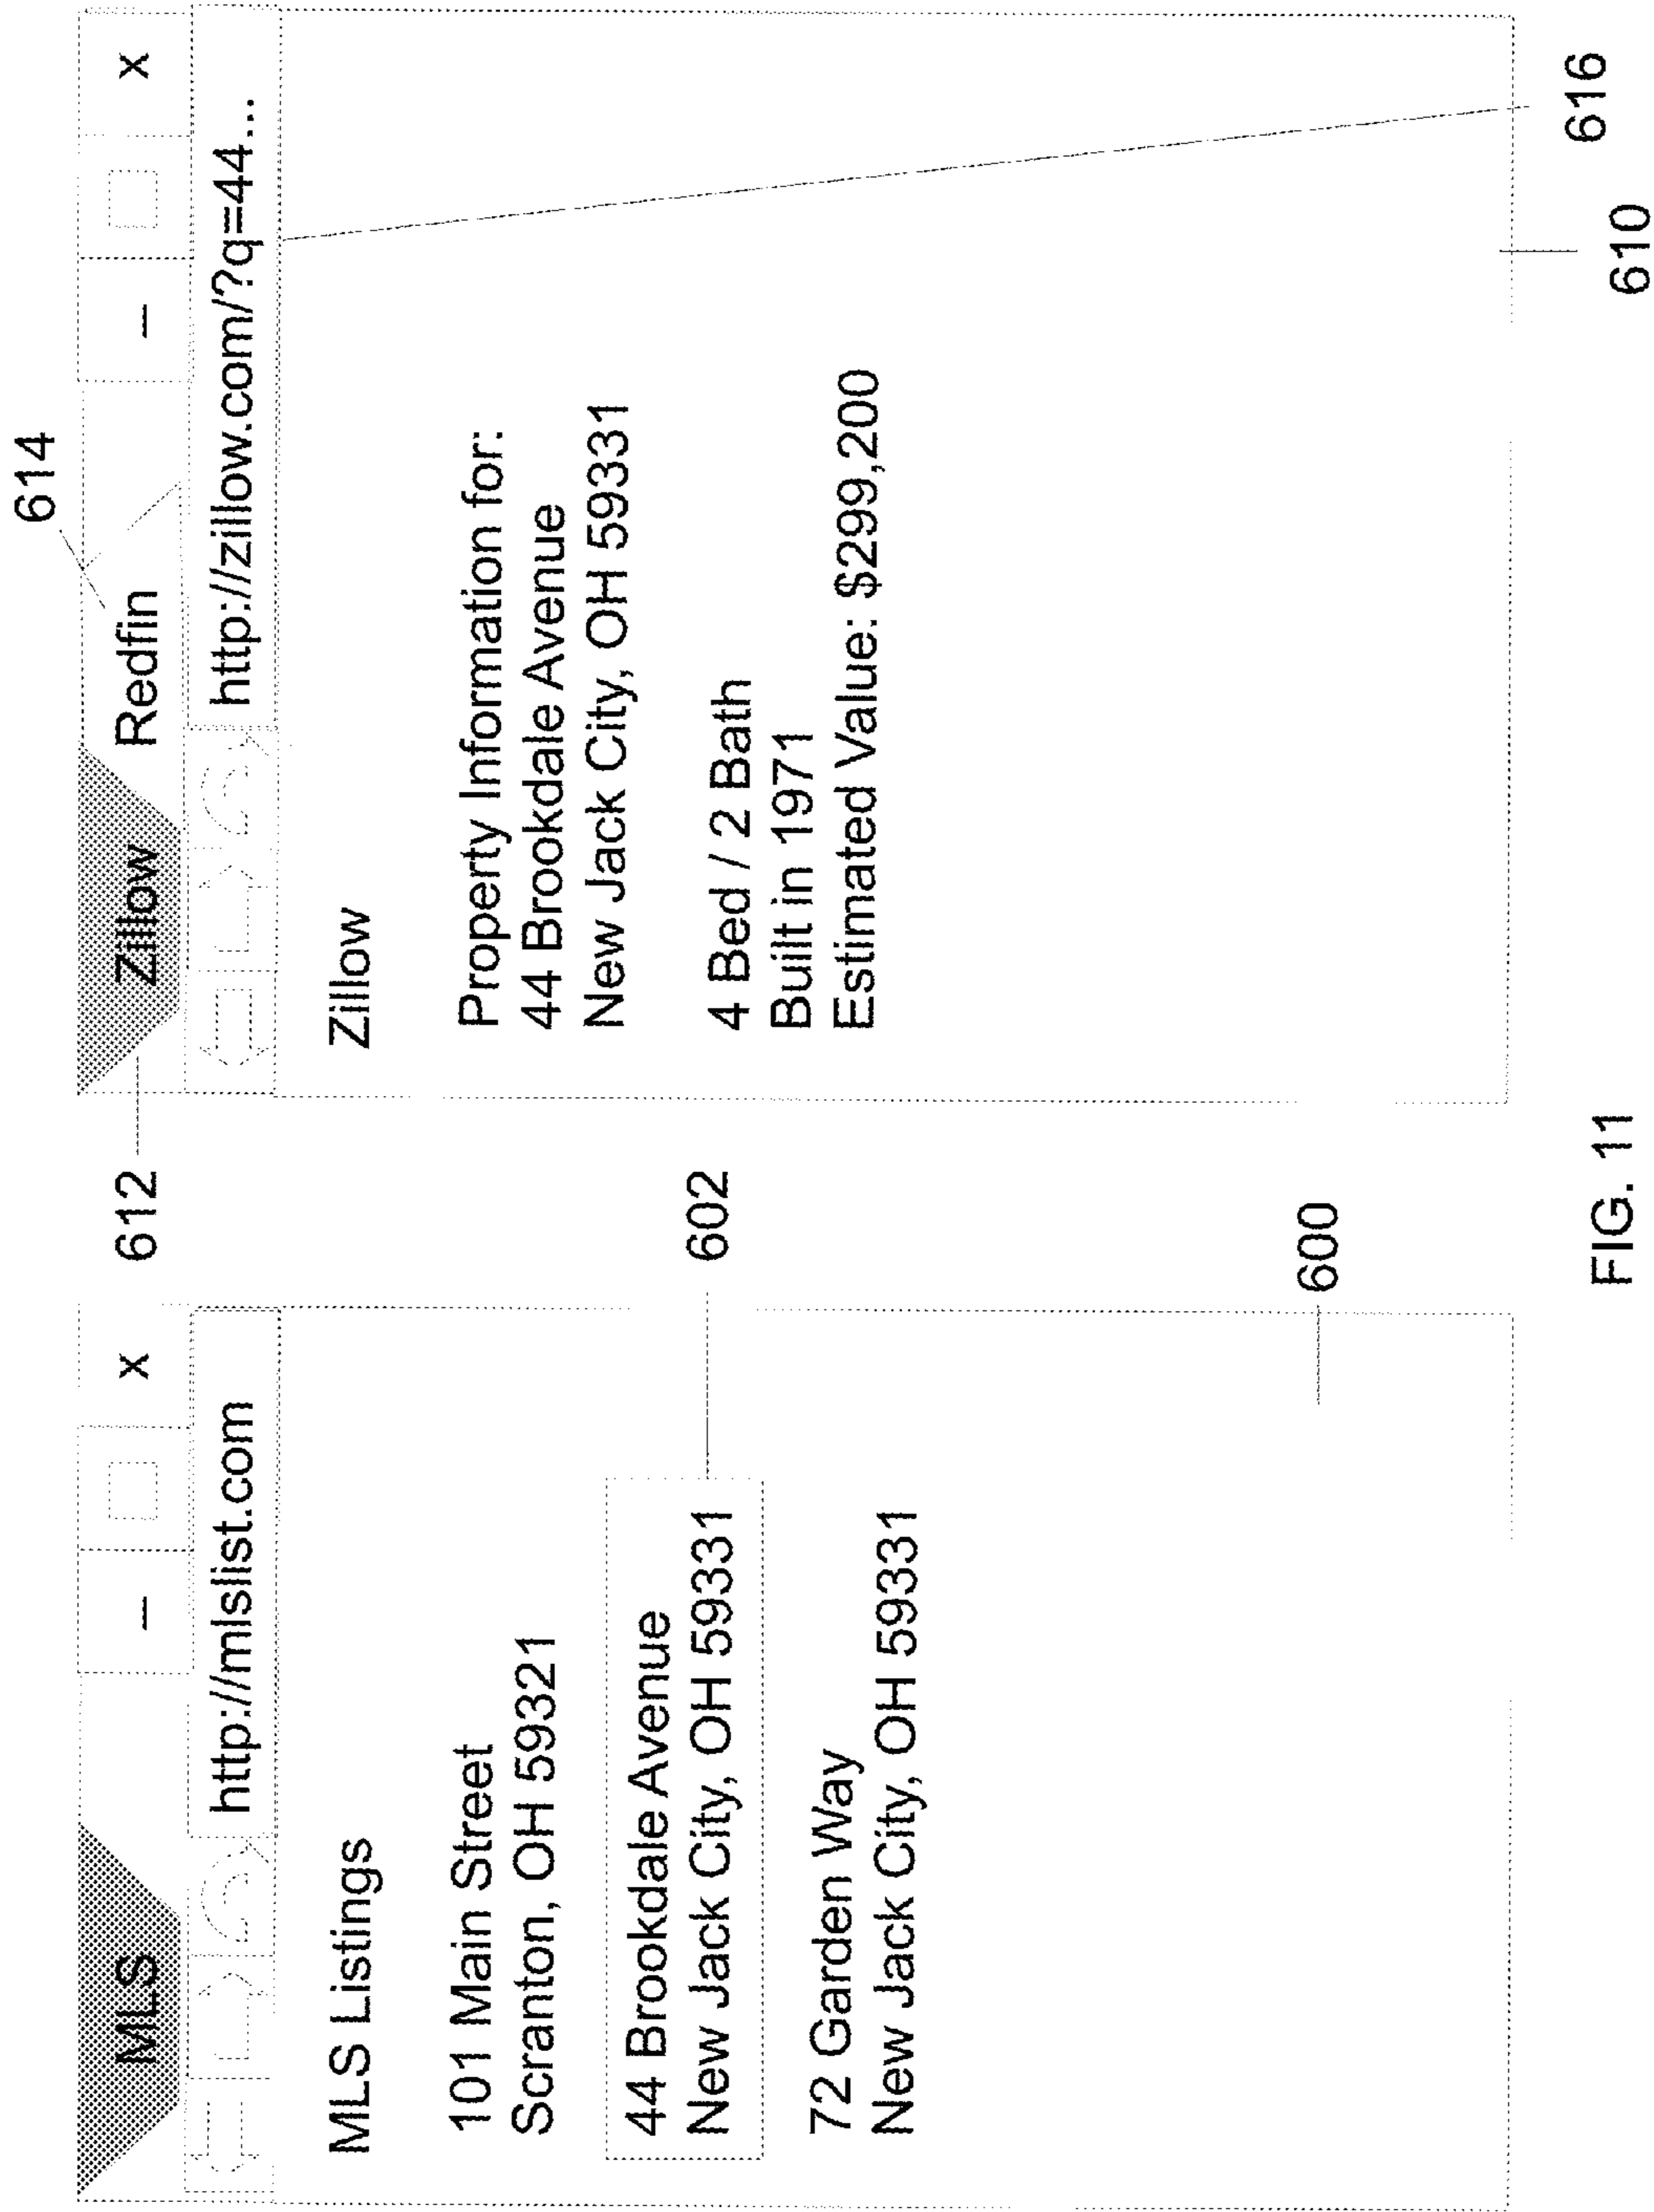 MLS
– □ x
http://mlslist.com
MLS Listings
101 Main Street
Scranton, OH 59321
44 Brookdale Avenue
New Jack City, OH 59331
72 Garden Way
New Jack City, OH 59331
602
600
612
614
Zillow Redfin
– □ x
http://zillow.com/?q=44...
Zillow
Property Information for:
44 Brookdale Avenue
New Jack City, OH 59331
4 Bed / 2 Bath
Built in 1971
Estimated Value: $299,200
616
610
FIG. 11